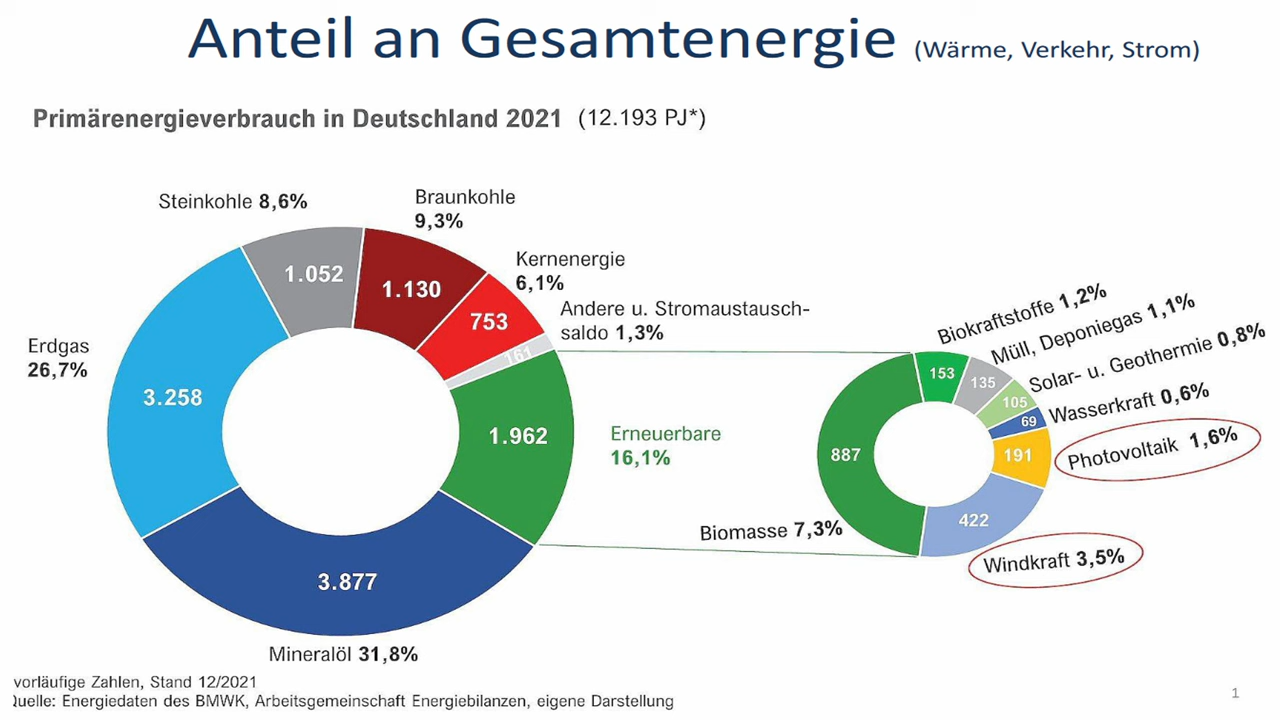 Anteil an Gesamtenergie (Wärme, Verkehr, Strom)
Primärenergieverbrauch in Deutschland 2021 (12.193 PJ*)
Steinkohle 8,6%
Braunkohle
9,3%
Kernenergie
6,1%
Andere u. Stromaustausch-
saldo 1,3%
Erdgas
26,7%
1.052
1.130
753
161
3.258
1.962
3.877
Erneuerbare
16,1%
Mineralöl 31,8%
Biokraftstoffe 1,2%
Müll, Deponiegas 1,1%
Solar- u. Geothermie 0,8%
Wasserkraft 0,6%
Photovoltaik 1,6%
Windkraft 3,5%
Biomasse 7,3%
153
135
105
69
191
422
887
vorläufige Zahlen, Stand 12/2021
Quelle: Energiedaten des BMWK, Arbeitsgemeinschaft Energiebilanzen, eigene Darstellung
1